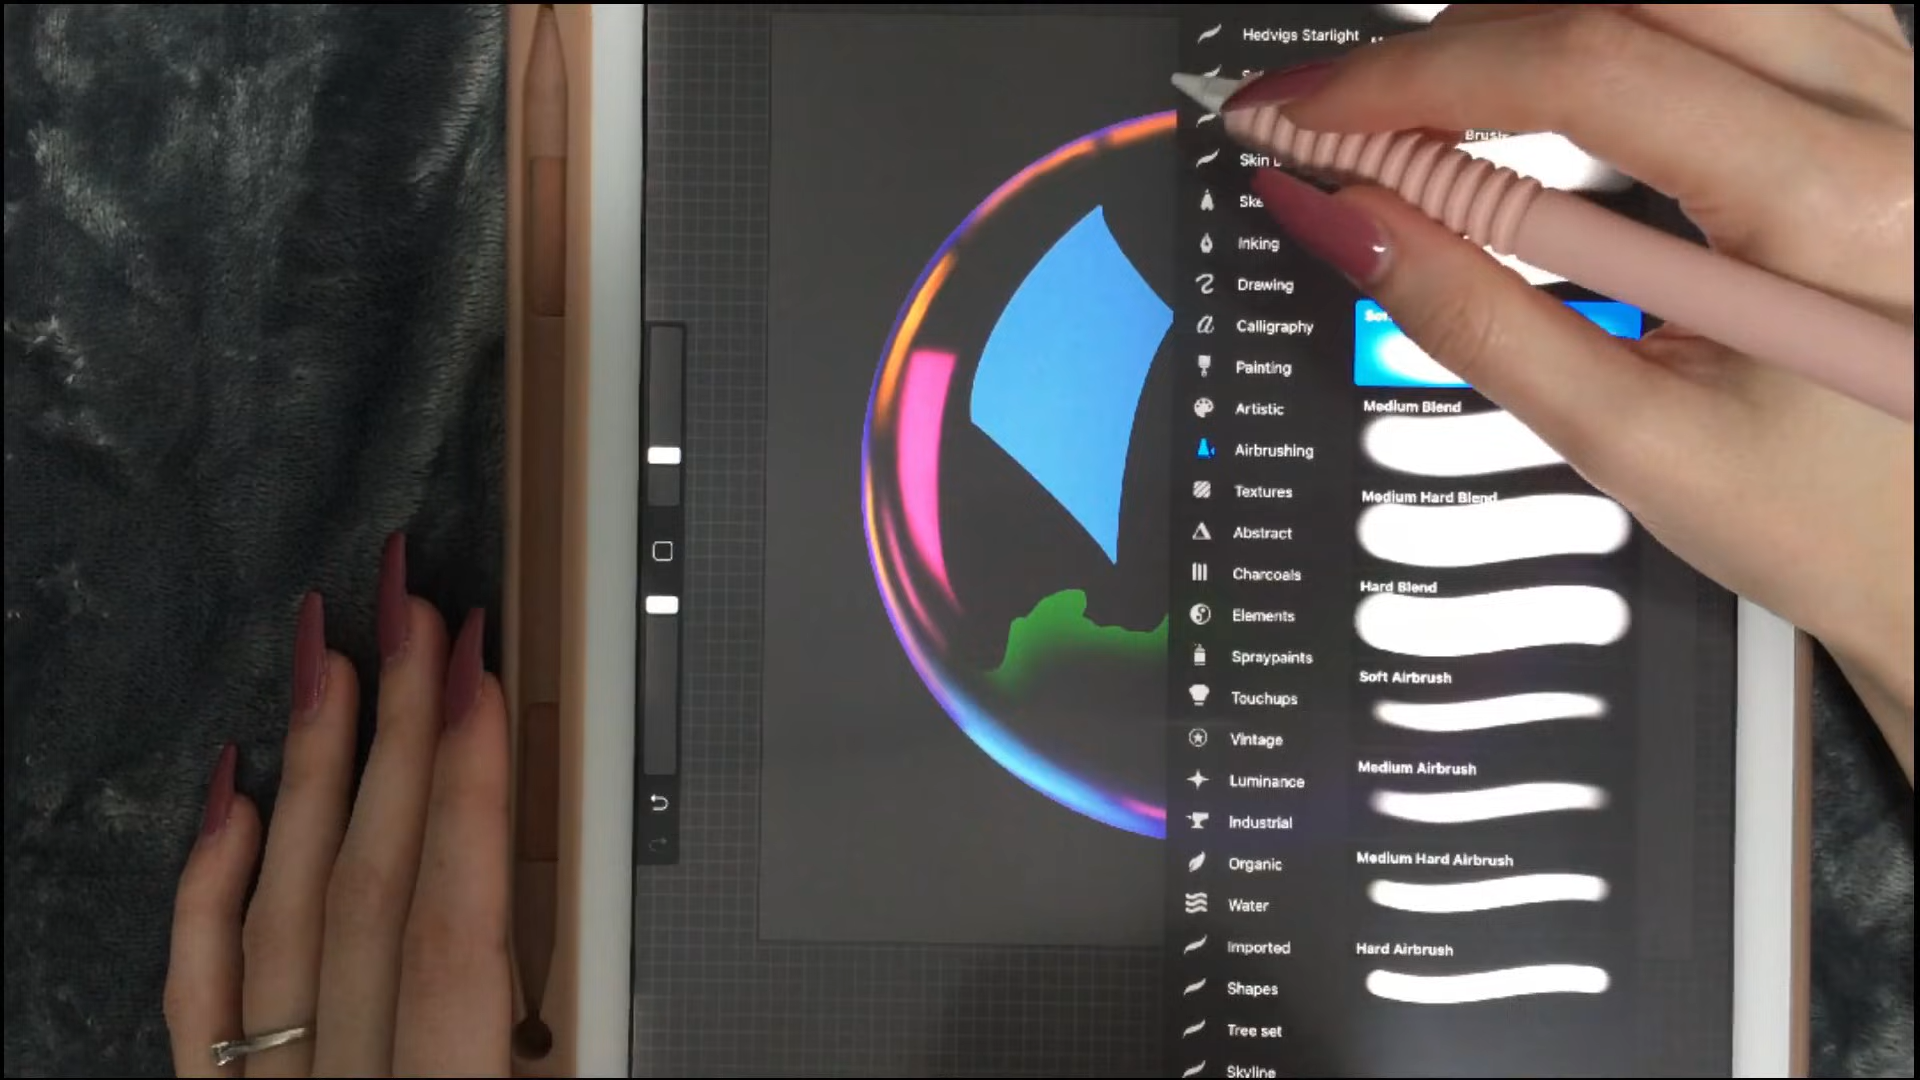 Hedvigs Starlight
Skin
Inking
Drawing
Calligraphy
Painting
Artistic
Airbrushing
Textures
Abstract
Charcoals
Elements
Spraypaints
Touchups
Vintage
Luminance
Industrial
Organic
Water
Imported
Shapes
Tree set
Skyline
Medium Blend
Medium Hard Blend
Hard Blend
Soft Airbrush
Medium Airbrush
Medium Hard Airbrush
Hard Airbrush